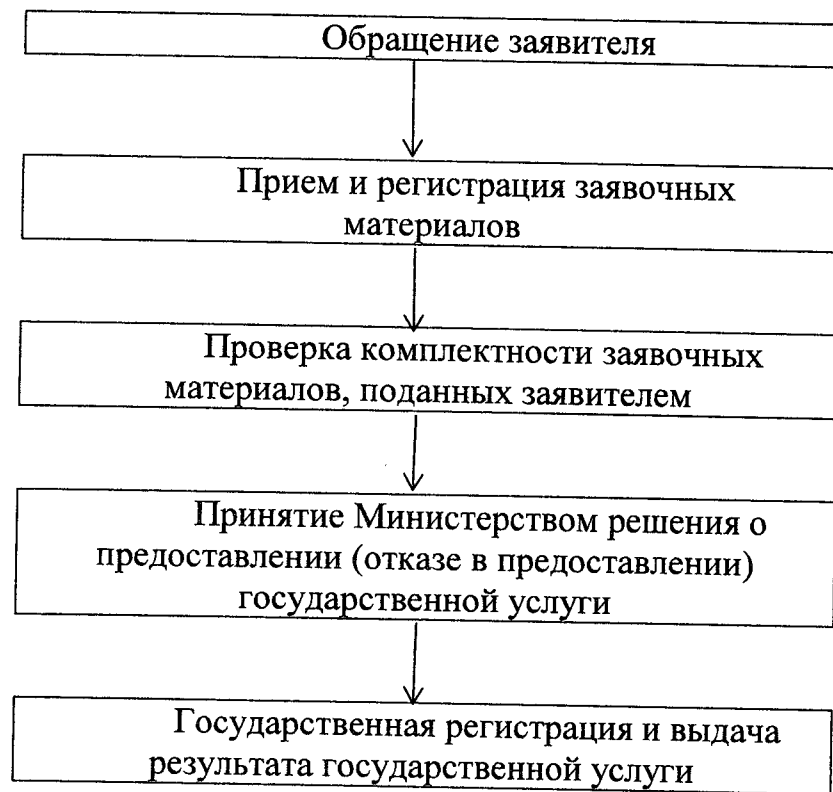 Обращение заявителя
Прием и регистрация заявочных
материалов
Проверка комплектности заявочных
материалов, поданных заявителем
Принятие Министерством решения о
предоставлении (отказе в предоставлении)
государственной услуги
Государственная регистрация и выдача
результата государственной услуги